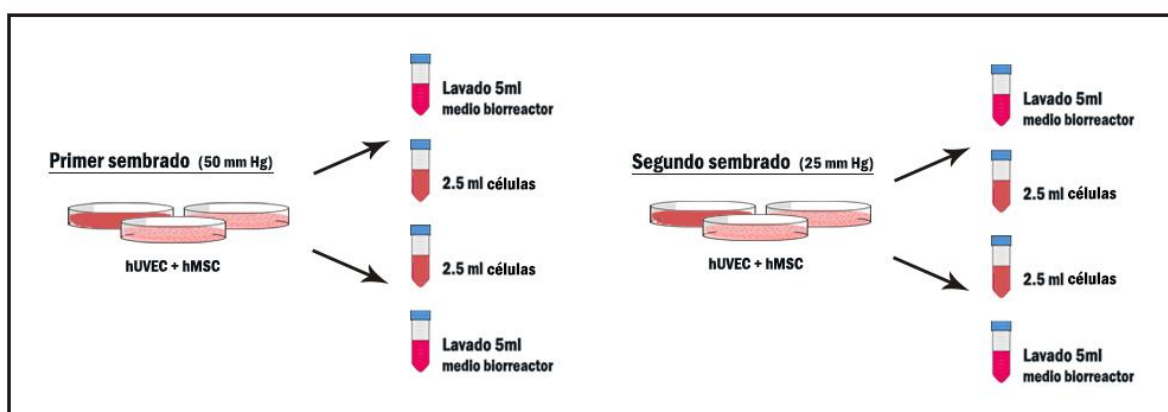 Primer sembrado (50 mm Hg)
hUVEC + hMSC
Lavado 5ml
medio biorreactor
2.5 ml células
2.5 ml células
Lavado 5ml
medio biorreactor
Segundo sembrado (25 mm Hg)
hUVEC + hMSC
Lavado 5ml
medio biorreactor
2.5 ml células
2.5 ml células
Lavado 5ml
medio biorreactor